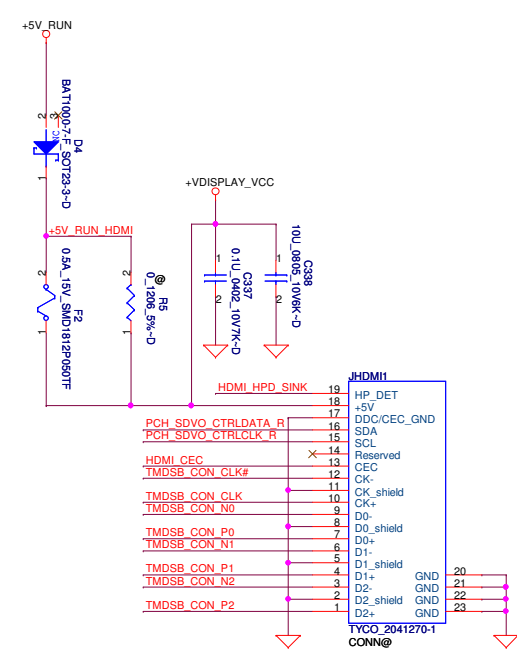 +5V_RUN
2
3
NC
D4
BAT1000-7-F_SOT23-3~D
1
+5V_RUN_HDMI
+VDISPLAY_VCC
2
F2
0.5A_15V_SMD1812P050TF
1
2
@
R5
0_1206_5%~D
1
1
C337
0.1U_0402_10V7K~D
2
1
C338
10U_0805_10V6K~D
2
JHDMI1
HDMI_HPD_SINK 19 HP_DET
18 +5V
17 DDC/CEC_GND
PCH_SDVO_CTRLDATA_R 16 SDA
PCH_SDVO_CTRLCLK_R 15 SCL
14 Reserved
HDMI_CEC 13 CEC
TMDSB_CON_CLK# 12 CK-
11 CK_shield
TMDSB_CON_CLK 10 CK+
TMDSB_CON_N0 9 D0-
8 D0_shield
TMDSB_CON_P0 7 D0+
TMDSB_CON_N1 6 D1-
5 D1_shield
TMDSB_CON_P1 4 D1+ GND 20
TMDSB_CON_N2 3 D2- GND 21
2 D2_shield GND 22
TMDSB_CON_P2 1 D2+ GND 23
TYCO_2041270-1
CONN@